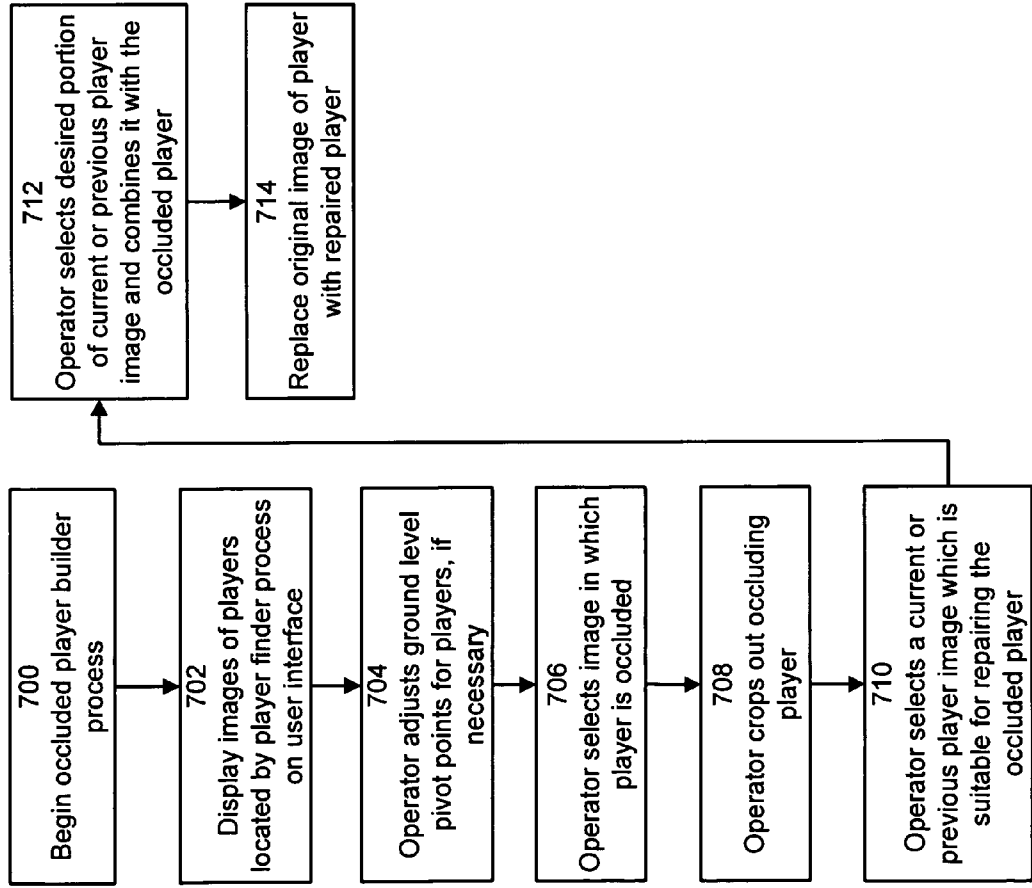 700
Begin occluded player builder
process
702
Display images of players
located by player finder process
on user interface
704
Operator adjusts ground level
pivot points for players, if
necessary
706
Operator selects image in which
player is occluded
708
Operator crops out occluding
player
710
Operator selects a current or
previous player image which is
suitable for repairing the
occluded player
712
Operator selects desired portion
of current or previous player
image and combines it with the
occluded player
714
Replace original image of player
with repaired player